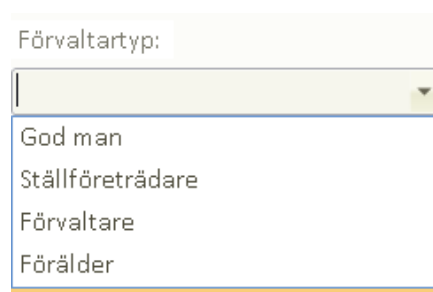 Förvaltartyp:
God man
Ställföreträdare
Förvaltare
Förälder